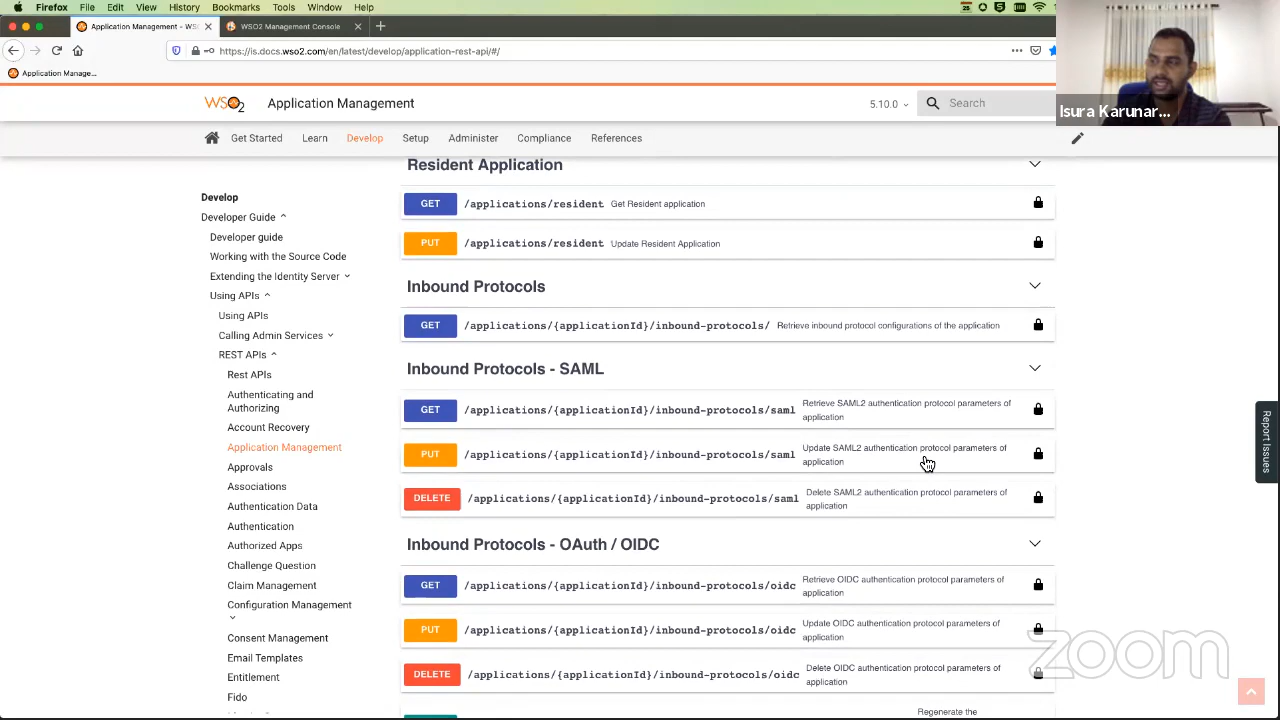 Firefox File Edit View History Bookmarks Tools Window Help
Application Management - WS
WSO2 Management Console
https://is.docs.wso2.com/en/latest/develop/application-rest-api/#/
Application Manage...
Isura Karunar...
WSO2
Application Management
5.10.0
Search
Get Started Learn Develop Setup Administer Compliance References
Develop
Developer Guide
Developer guide
Working with the Source Code
Extending the Identity Server
Using APIs
Using APIs
Calling Admin Services
REST APIs
Rest APIs
Authenticating and
Authorizing
Account Recovery
Application Management
Approvals
Associations
Authentication Data
Authentication
Authorized Apps
Challenge Question
Claim Management
Configuration Management
Consent Management
Email Templates
Entitlement
Fido
Resident Application
GET /applications/resident Get Resident application
PUT /applications/resident Update Resident Application
Inbound Protocols
GET /applications/{applicationId}/inbound-protocols/ Retrieve inbound protocol configurations of the application
Inbound Protocols - SAML
GET /applications/{applicationId}/inbound-protocols/saml Retrieve SAML2 authentication protocol parameters of
application
PUT /applications/{applicationId}/inbound-protocols/saml Update SAML2 authentication protocol parameters of
application
DELETE /applications/{applicationId}/inbound-protocols/saml Delete SAML2 authentication protocol parameters of
application
Inbound Protocols - OAuth / OIDC
GET /applications/{applicationId}/inbound-protocols/oidc Retrieve OIDC authentication protocol parameters of
application
PUT /applications/{applicationId}/inbound-protocols/oidc Update OIDC authentication protocol parameters of
application
DELETE /applications/{applicationId}/inbound-protocols/oidc Delete OIDC authentication protocol parameters of
application
Regenerate the
Report Issues
zoom